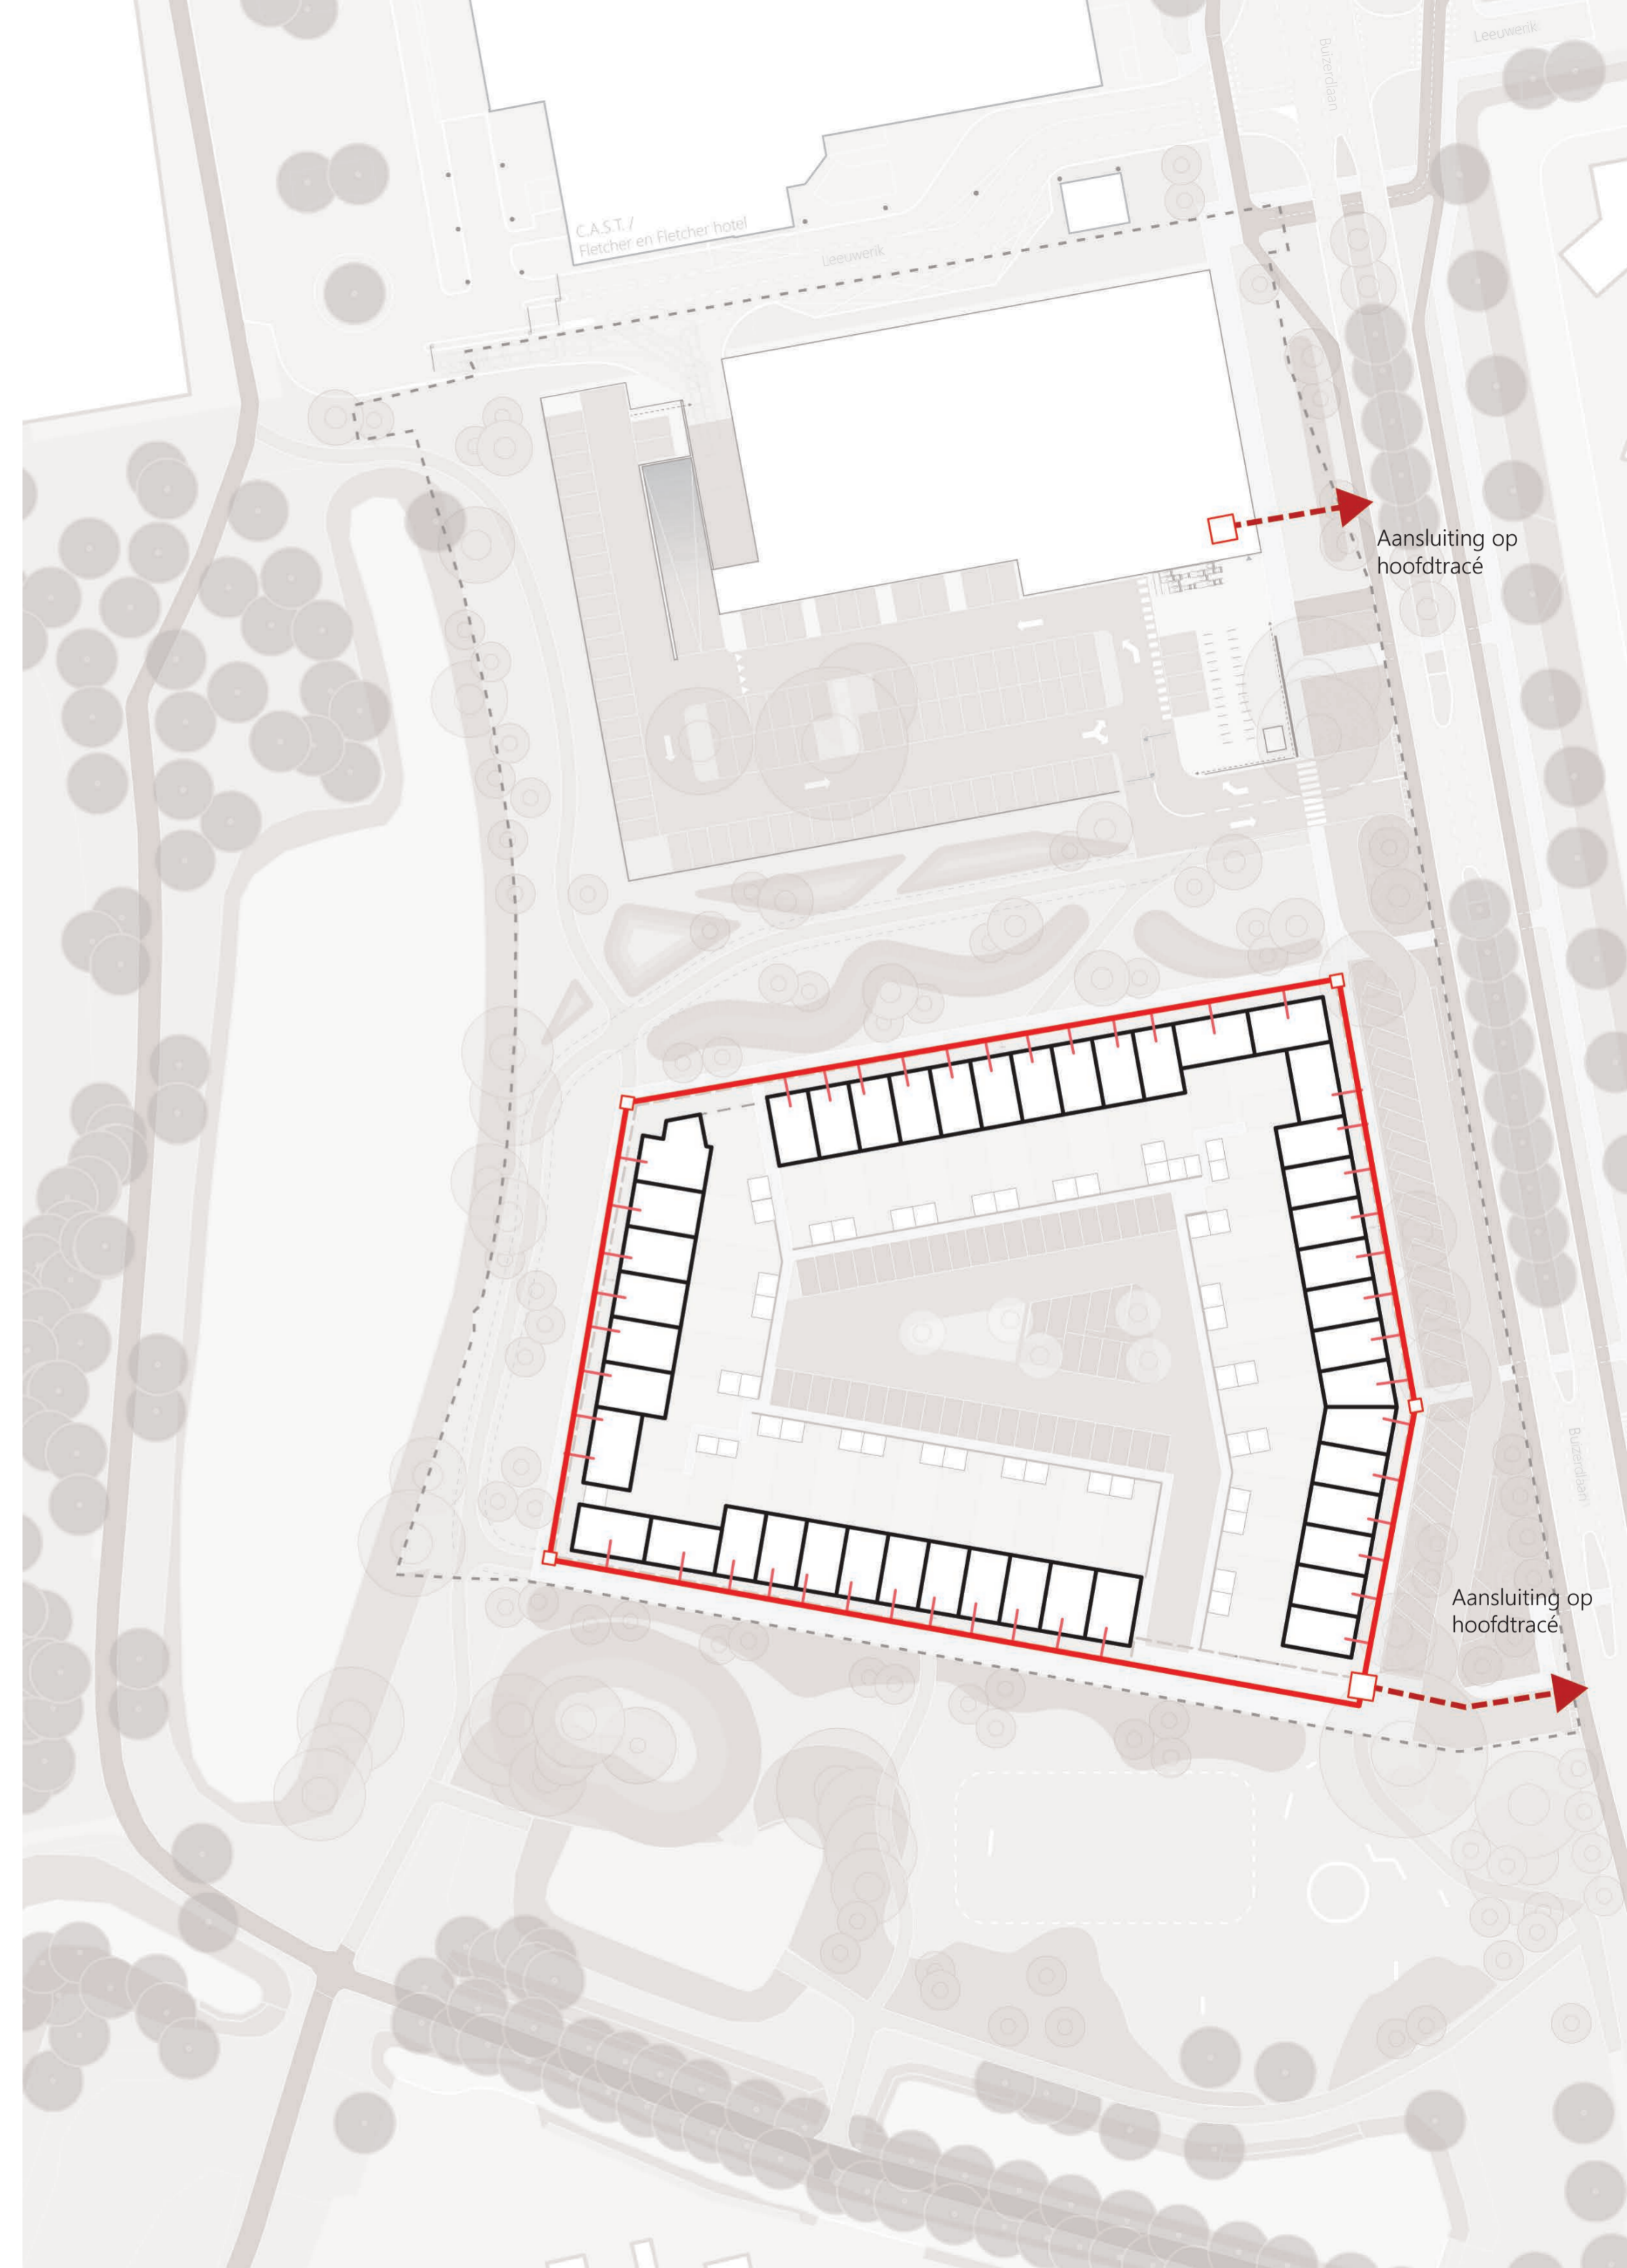 Leeuwerik
Buizerdlaan
C.A.S.T. /
Fletcher en Fletcher hotel
Leeuwerik
Aansluiting op
hoofdtracé
Buizerdlaan
Aansluiting op
hoofdtracé